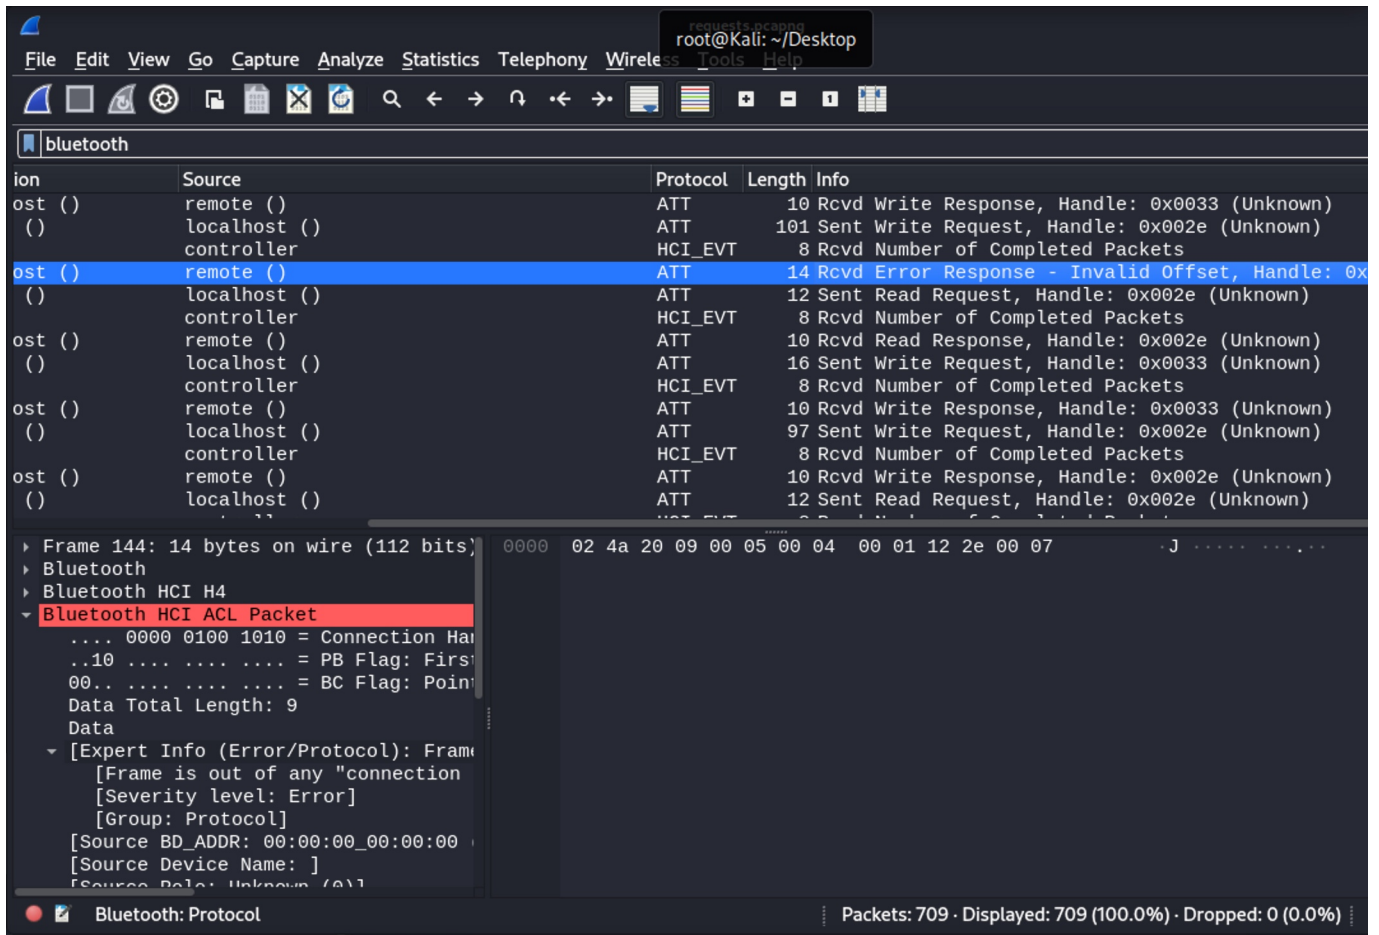 requests.pcapng
root@Kali: ~/Desktop
File Edit View Go Capture Analyze Statistics Telephony Wireless Tools Help
bluetooth
ion Source Protocol Length Info
ost () remote () ATT 10 Rcvd Write Response, Handle: 0x0033 (Unknown)
() localhost () ATT 101 Sent Write Request, Handle: 0x002e (Unknown)
controller HCI_EVT 8 Rcvd Number of Completed Packets
ost () remote () ATT 14 Rcvd Error Response - Invalid Offset, Handle: 0x
() localhost () ATT 12 Sent Read Request, Handle: 0x002e (Unknown)
controller HCI_EVT 8 Rcvd Number of Completed Packets
ost () remote () ATT 10 Rcvd Read Response, Handle: 0x002e (Unknown)
() localhost () ATT 16 Sent Write Request, Handle: 0x0033 (Unknown)
controller HCI_EVT 8 Rcvd Number of Completed Packets
ost () remote () ATT 10 Rcvd Write Response, Handle: 0x0033 (Unknown)
() localhost () ATT 97 Sent Write Request, Handle: 0x002e (Unknown)
controller HCI_EVT 8 Rcvd Number of Completed Packets
ost () remote () ATT 10 Rcvd Write Response, Handle: 0x002e (Unknown)
() localhost () ATT 12 Sent Read Request, Handle: 0x002e (Unknown)
Frame 144: 14 bytes on wire (112 bits)
Bluetooth
Bluetooth HCI H4
Bluetooth HCI ACL Packet
.... 0000 0100 1010 = Connection Han
..10 .... .... .... = PB Flag: First
00.. .... .... .... = BC Flag: Point
Data Total Length: 9
Data
[Expert Info (Error/Protocol): Frame
[Frame is out of any "connection
[Severity level: Error]
[Group: Protocol]
[Source BD_ADDR: 00:00:00_00:00:00
[Source Device Name: ]
[Source Role: Unknown (0)]
0000 02 4a 20 09 00 05 00 04 00 01 12 2e 00 07 ·J ····· ···.··
Bluetooth: Protocol
Packets: 709 · Displayed: 709 (100.0%) · Dropped: 0 (0.0%)